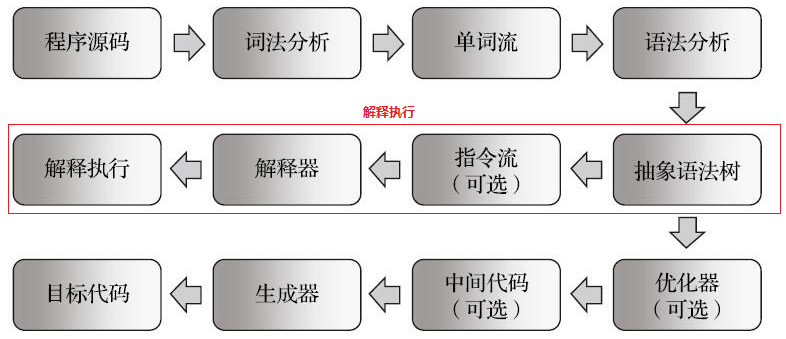 程序源码
词法分析
单词流
语法分析
解释执行
解释执行
解释器
指令流
（可选）
抽象语法树
目标代码
生成器
中间代码
（可选）
优化器
（可选）